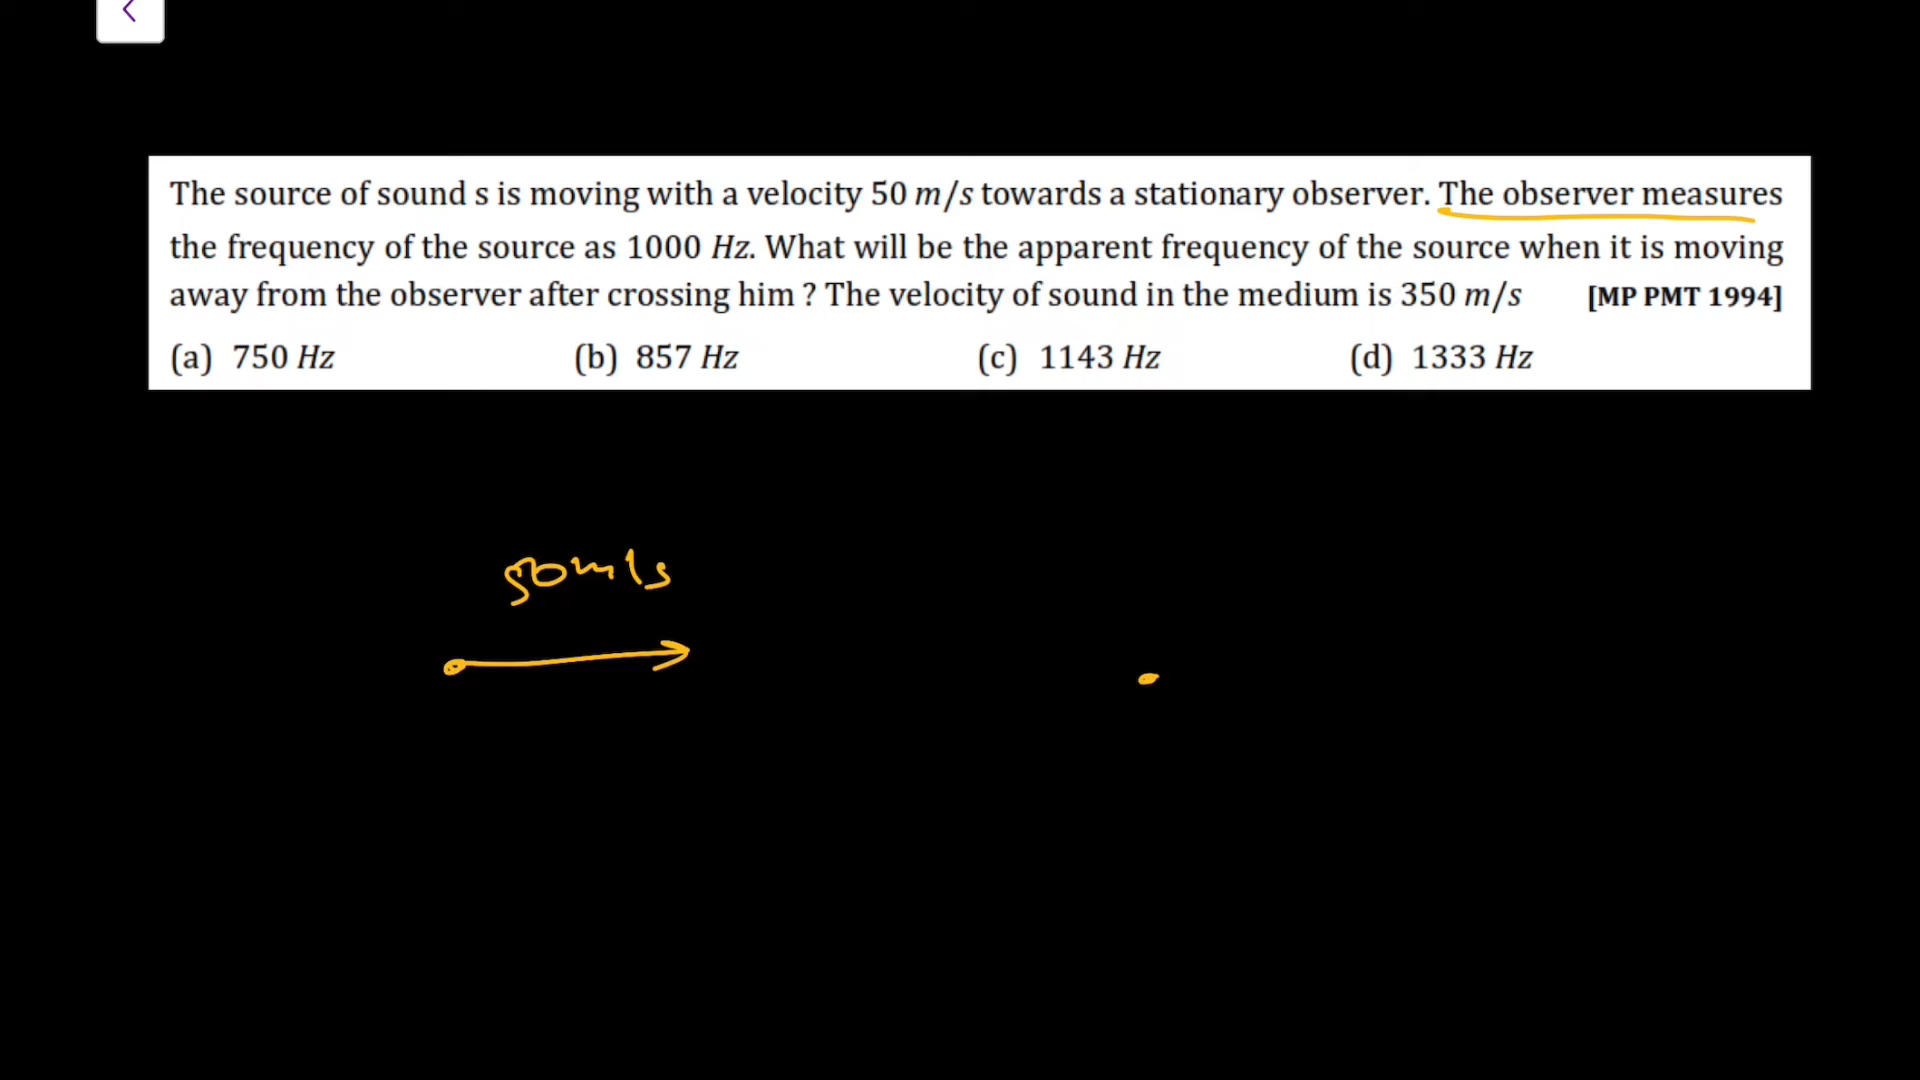 The source of sound s is moving with a velocity 50 m/s towards a stationary observer. The observer measures
the frequency of the source as 1000 Hz. What will be the apparent frequency of the source when it is moving
away from the observer after crossing him ? The velocity of sound in the medium is 350 m/s [MP PMT 1994]
(a) 750 Hz (b) 857 Hz (c) 1143 Hz (d) 1333 Hz
50m/s